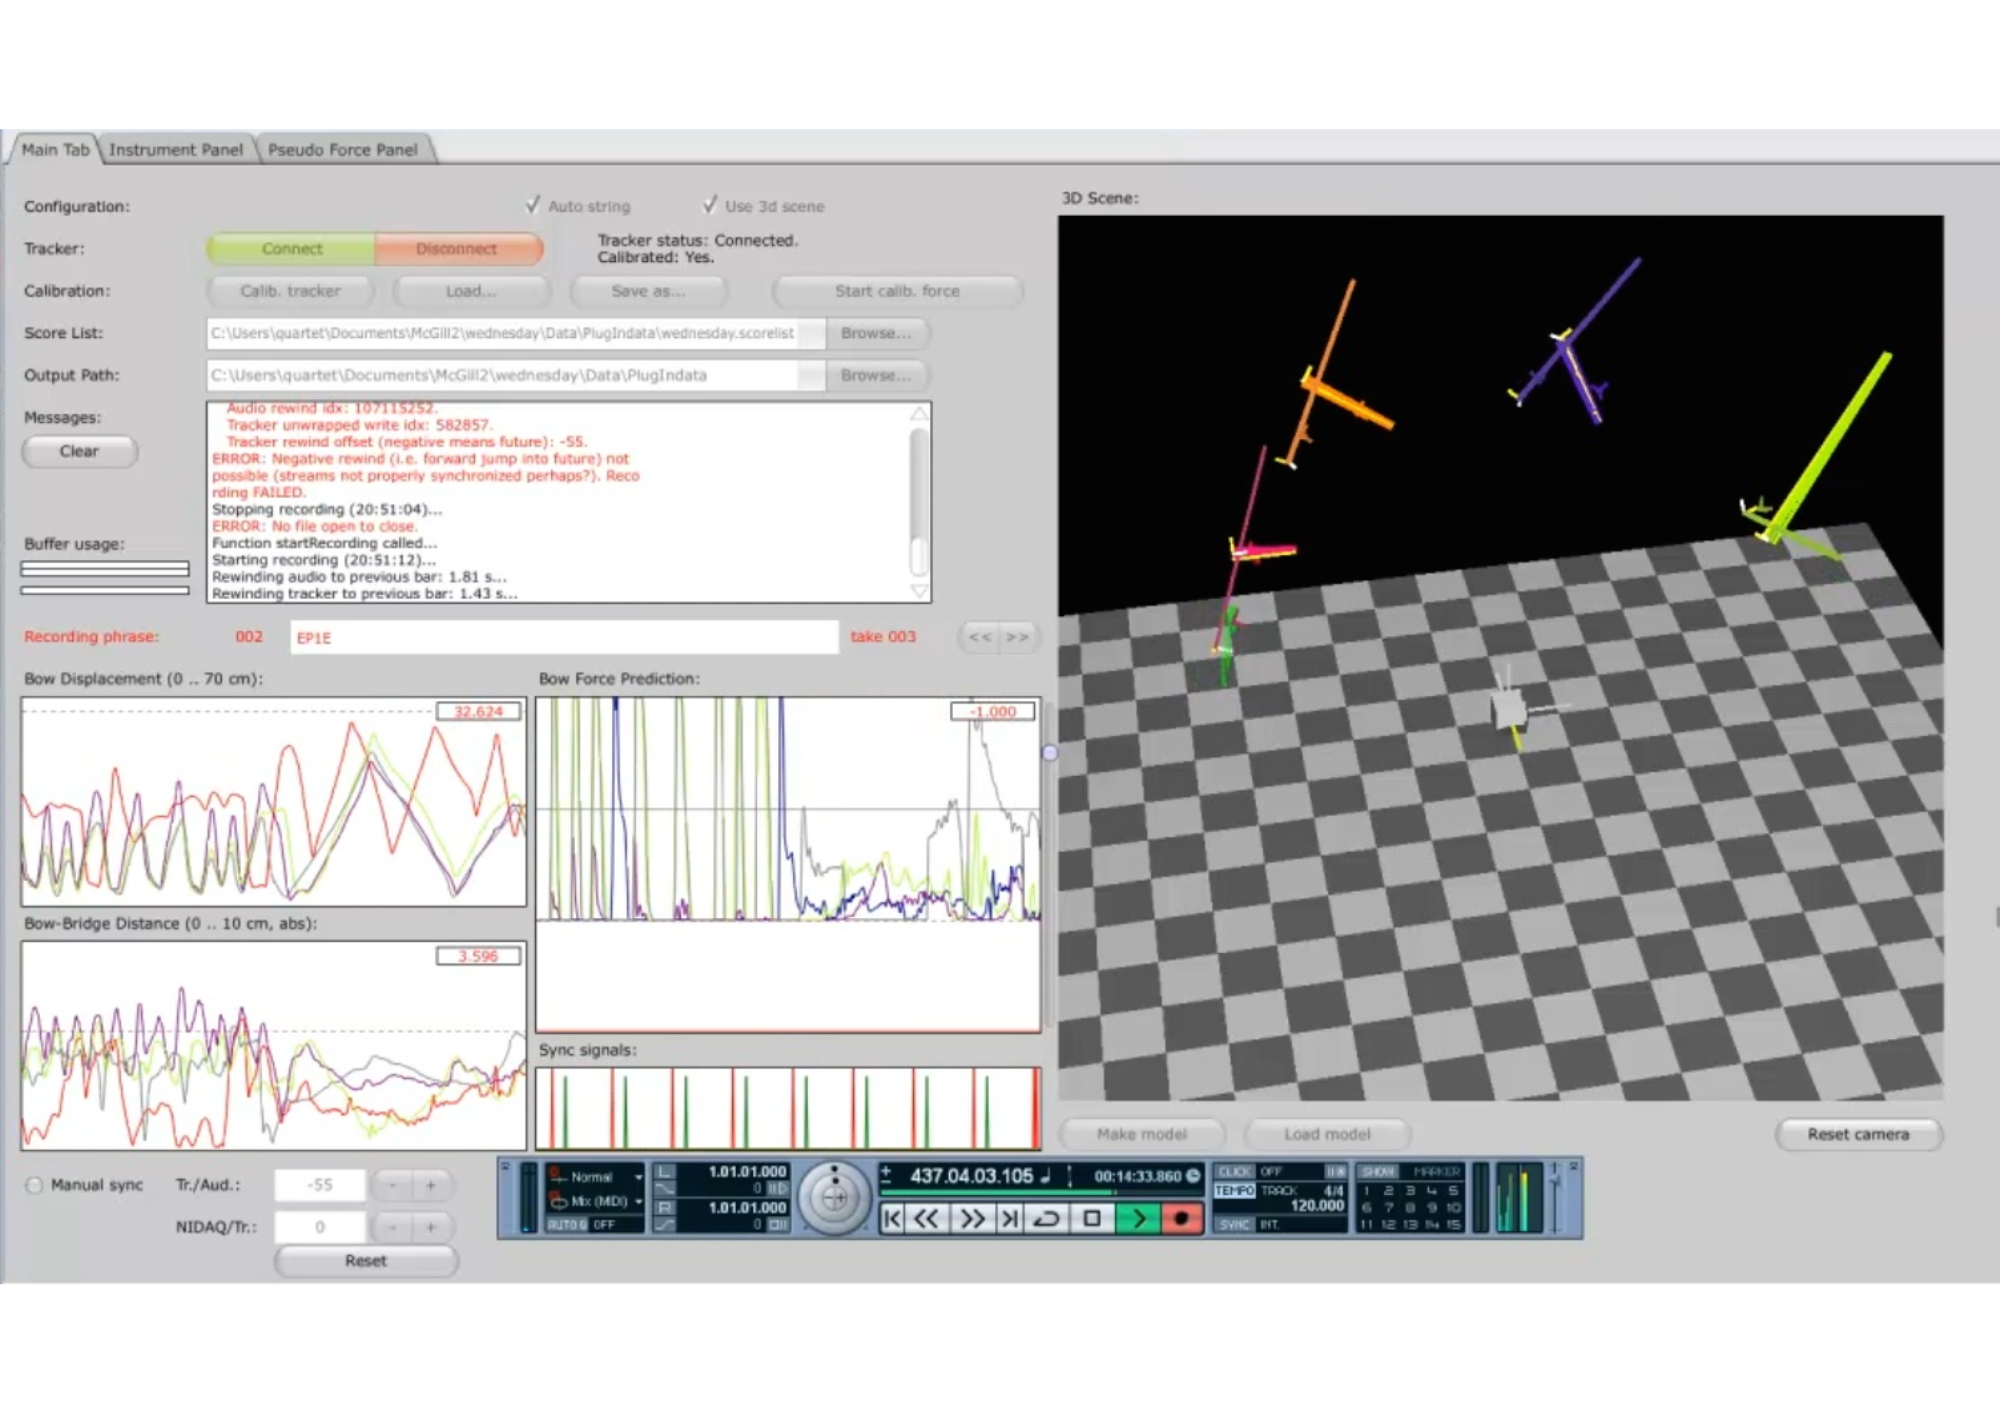 Main Tab
Instrument Panel
Pseudo Force Panel
Configuration:
Auto string
Use 3d scene
Tracker:
Connect
Disconnect
Tracker status: Connected.
Calibrated: Yes.
Calibration:
Calib. tracker
Load...
Save as...
Start calib. force
Score List:
C:\Users\quartet\Documents\McGill2\wednesday\Data\PlugIndata\wednesday.scorelist
Browse...
Output Path:
C:\Users\quartet\Documents\McGill2\wednesday\Data\PlugIndata
Browse...
Messages:
Clear
Audio rewind idx: 107115252.
Tracker unwrapped write idx: 582857.
Tracker rewind offset (negative means future): -55.
ERROR: Negative rewind (i.e. forward jump into future) not
possible (streams not properly synchronized perhaps?). Reco
rding FAILED.
Stopping recording (20:51:04)...
ERROR: No file open to close.
Function startRecording called...
Starting recording (20:51:12)...
Rewinding audio to previous bar: 1.81 s...
Rewinding tracker to previous bar: 1.43 s...
Buffer usage:
Recording phrase:
002
EP1E
take 003
<<
>>
Bow Displacement (0 .. 70 cm):
32.624
Bow Force Prediction:
-1.000
Bow-Bridge Distance (0 .. 10 cm, abs):
3.596
Sync signals:
3D Scene:
Make model
Load model
Reset camera
Manual sync
Tr./Aud.:
-55
-
+
NIDAQ/Tr.:
0
-
+
Reset
Normal
Mix (MIDI)
AUTO Q OFF
L
1.01.01.000
0
R
1.01.01.000
0
437.04.03.105
00:14:33.860
CLICK OFF
TEMPO TRACK 4/4
120.000
SYNC INT.
SHOW MARKER
1 2 3 4 5
6 7 8 9 10
11 12 13 14 15